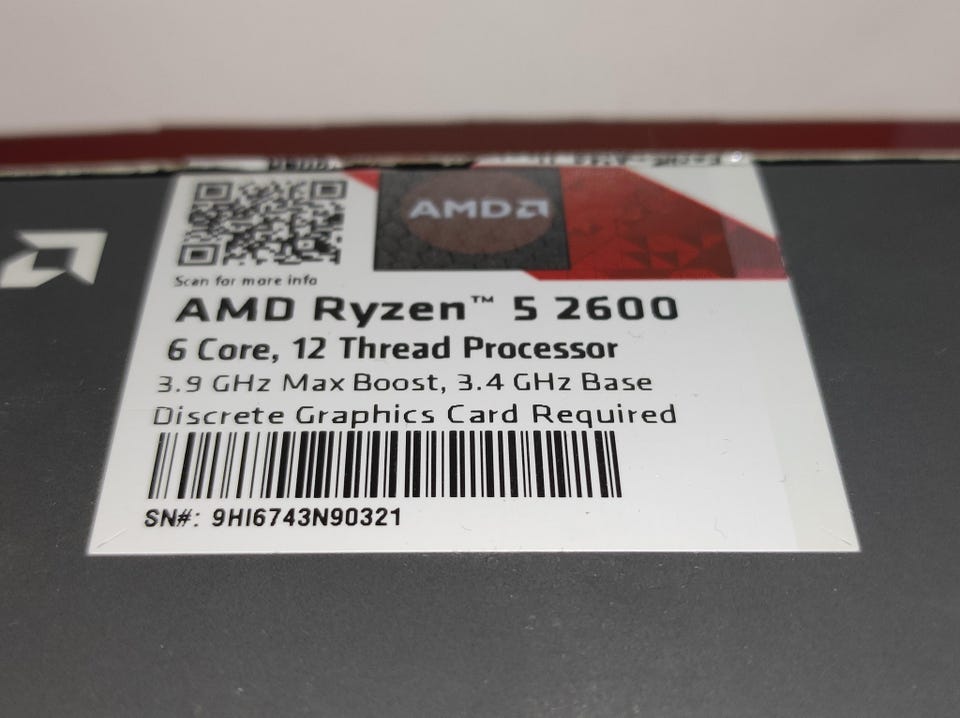 AMD
Scan for more info
AMD Ryzen™ 5 2600
6 Core, 12 Thread Processor
3.9 GHz Max Boost, 3.4 GHz Base
Discrete Graphics Card Required
SN#: 9HI6743N90321